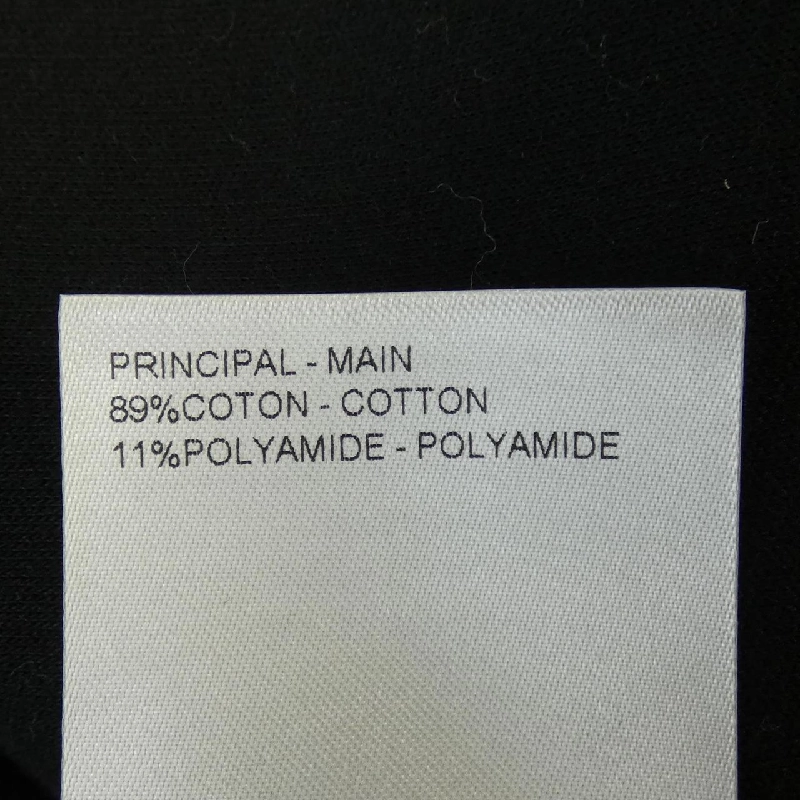 PRINCIPAL - MAIN
89%COTON - COTTON
11%POLYAMIDE - POLYAMIDE